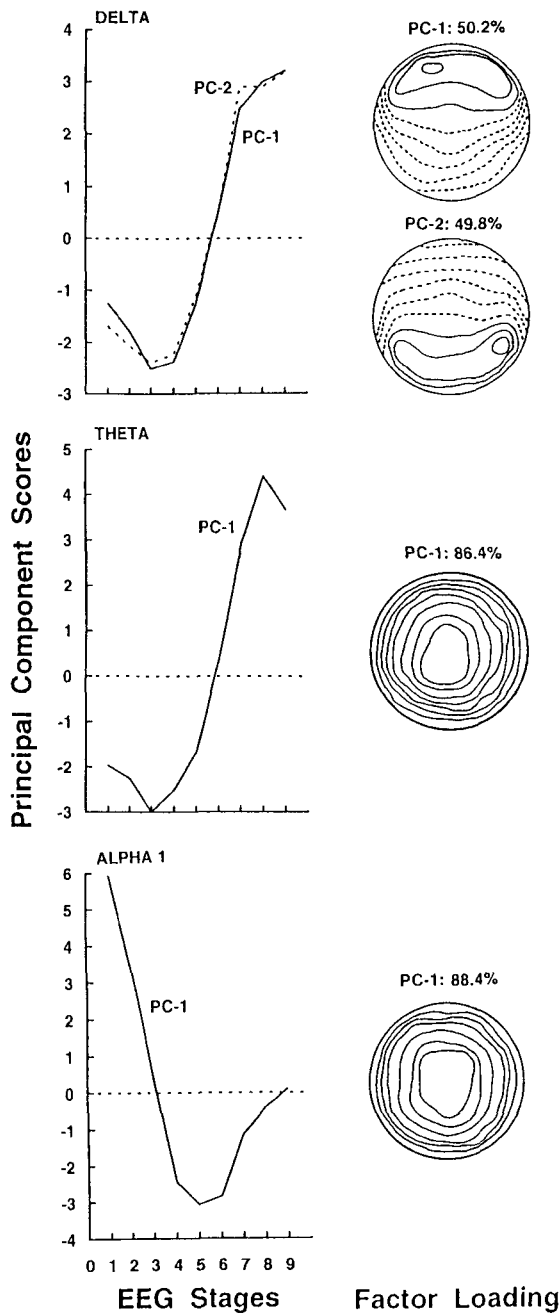 DELTA
4
3
2
1
0
-1
-2
-3
PC-2
PC-1
PC-1: 50.2%
PC-2: 49.8%
Principal Component Scores
THETA
5
4
3
2
1
0
-1
-2
-3
PC-1
PC-1: 86.4%
ALPHA 1
6
5
4
3
2
1
0
-1
-2
-3
-4
PC-1
PC-1: 88.4%
0 1 2 3 4 5 6 7 8 9
EEG Stages
Factor Loading